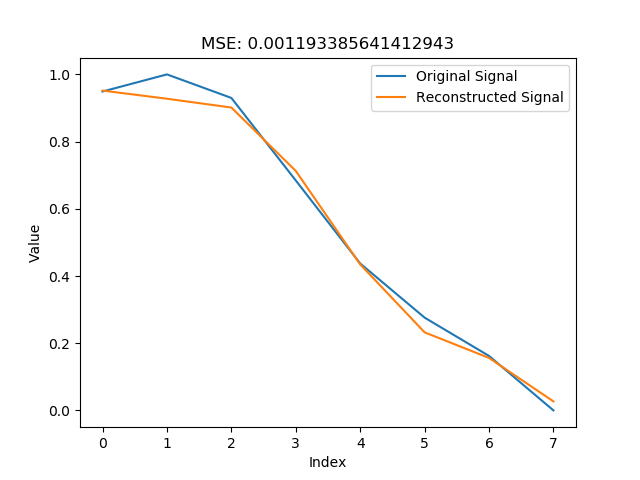 MSE: 0.001193385641412943
Original Signal
Reconstructed Signal
1.0
0.8
0.6
0.4
0.2
0.0
Value
0 1 2 3 4 5 6 7
Index